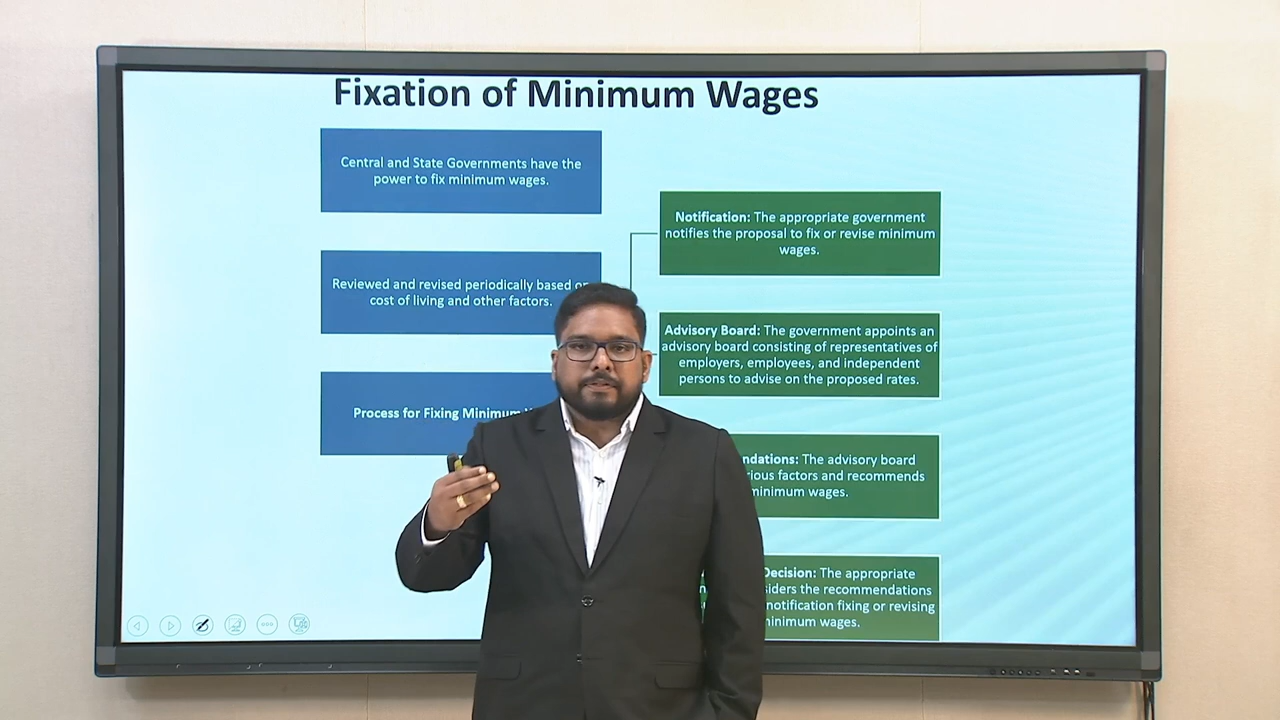 Fixation of Minimum Wages
Central and State Governments have the
power to fix minimum wages.
Reviewed and revised periodically based on
cost of living and other factors.
Process for Fixing Minimum
Notification: The appropriate government
notifies the proposal to fix or revise minimum
wages.
Advisory Board: The government appoints an
advisory board consisting of representatives of
employers, employees, and independent
persons to advise on the proposed rates.
ndations: The advisory board
rious factors and recommends
minimum wages.
Decision: The appropriate
siders the recommendations
notification fixing or revising
minimum wages.